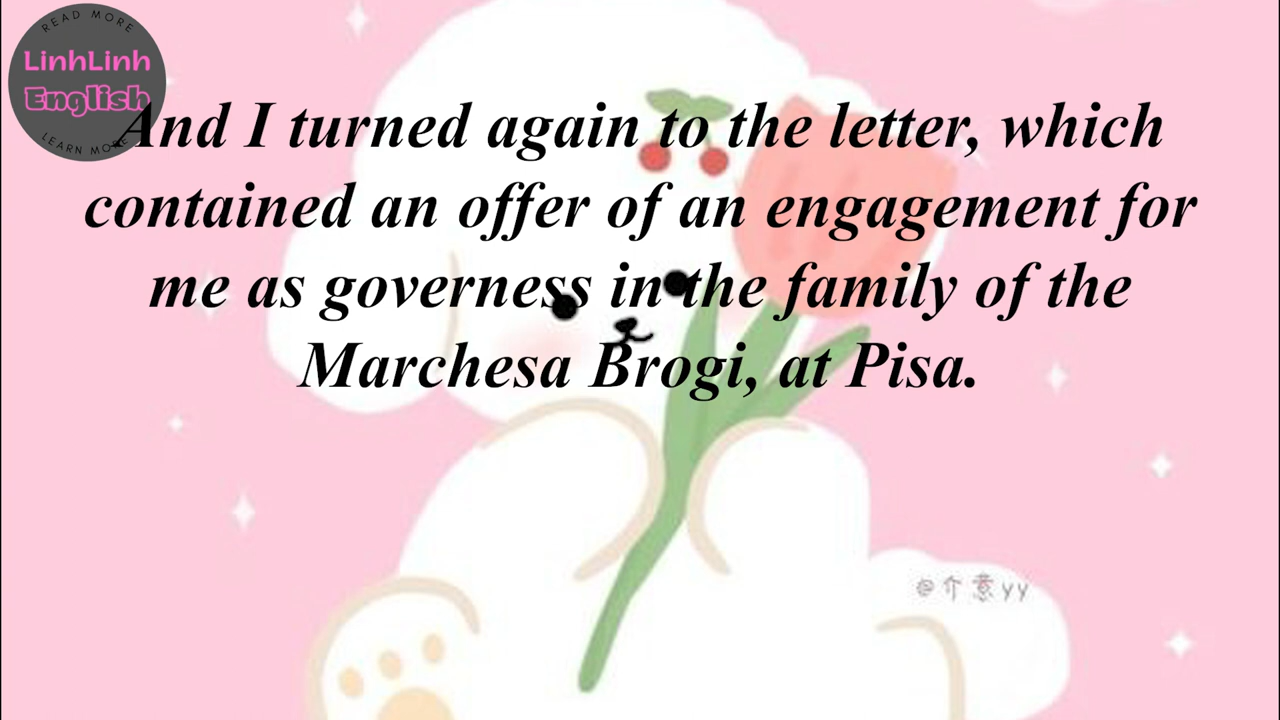 READ MORE
LinhLinh
English
LEARN MORE
And I turned again to the letter, which
contained an offer of an engagement for
me as governess in the family of the
Marchesa Brogi, at Pisa.
@介意yy